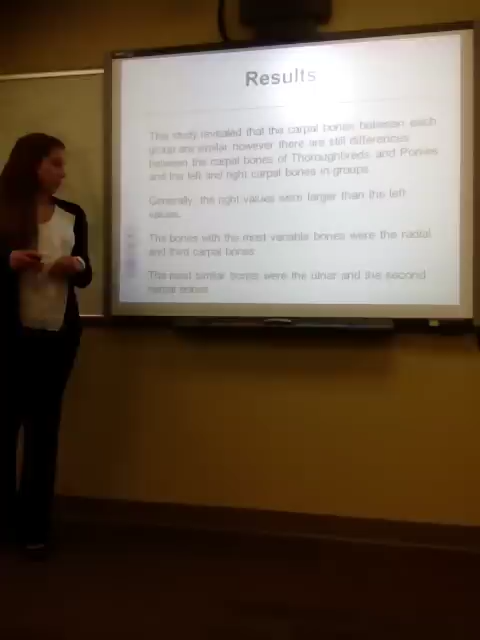 Results
This study revealed that the carpal bones between each
group are similar however there are still differences
between the carpal bones of Thoroughbreds and Ponies
and the left and right carpal bones in groups.
Generally, the right values were larger than the left
values.
The bones with the most variable bones were the radial
and third carpal bones.
The most similar bones were the ulnar and the second
carpal bones.